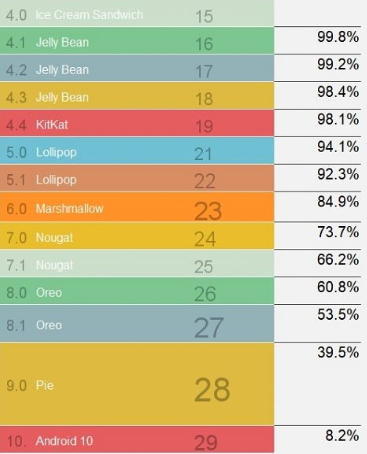 4.0 Ice Cream Sandwich 15
4.1 Jelly Bean 16 99.8%
4.2 Jelly Bean 17 99.2%
4.3 Jelly Bean 18 98.4%
4.4 KitKat 19 98.1%
5.0 Lollipop 21 94.1%
5.1 Lollipop 22 92.3%
6.0 Marshmallow 23 84.9%
7.0 Nougat 24 73.7%
7.1 Nougat 25 66.2%
8.0 Oreo 26 60.8%
8.1 Oreo 27 53.5%
9.0 Pie 28 39.5%
10. Android 10 29 8.2%